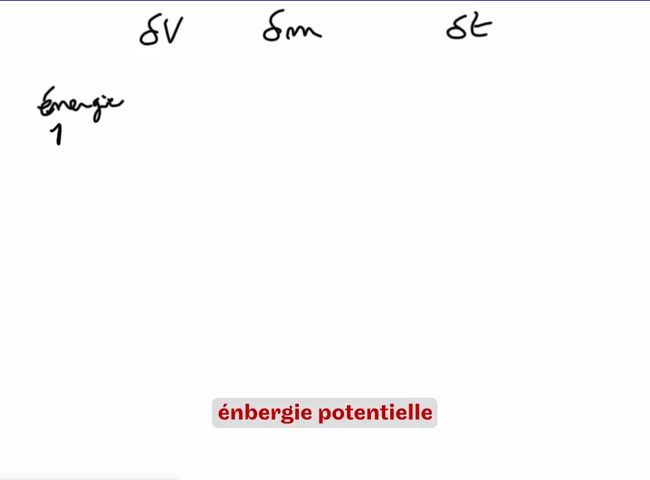 δV δm δt
Énergie
1
énbergie potentielle